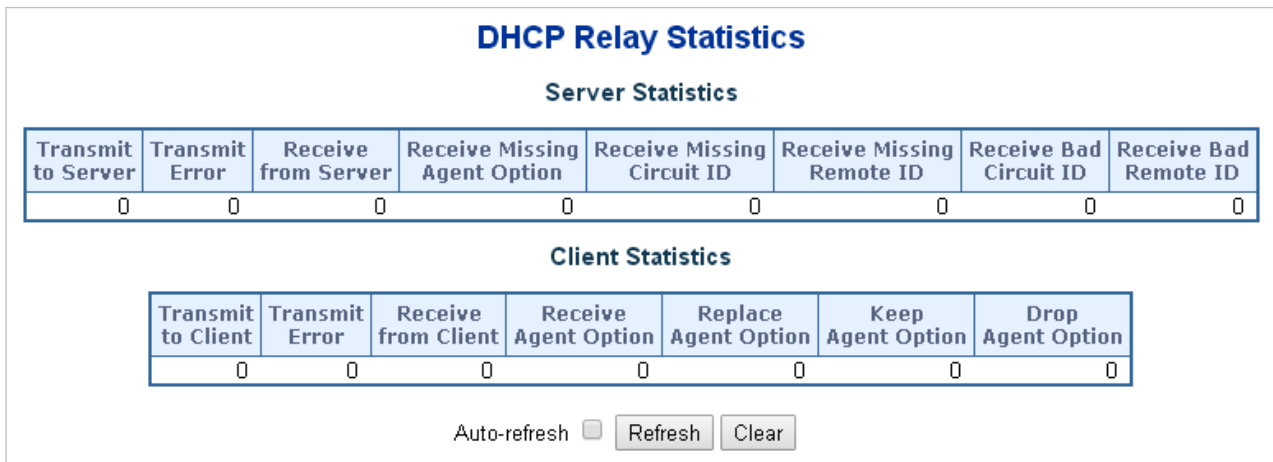 DHCP Relay Statistics
Server Statistics
Transmit to Server Transmit Error Receive from Server Receive Missing Agent Option Receive Missing Circuit ID Receive Missing Remote ID Receive Bad Circuit ID Receive Bad Remote ID
0 0 0 0 0 0 0 0
Client Statistics
Transmit to Client Transmit Error Receive from Client Receive Agent Option Replace Agent Option Keep Agent Option Drop Agent Option
0 0 0 0 0 0 0
Auto-refresh Refresh Clear